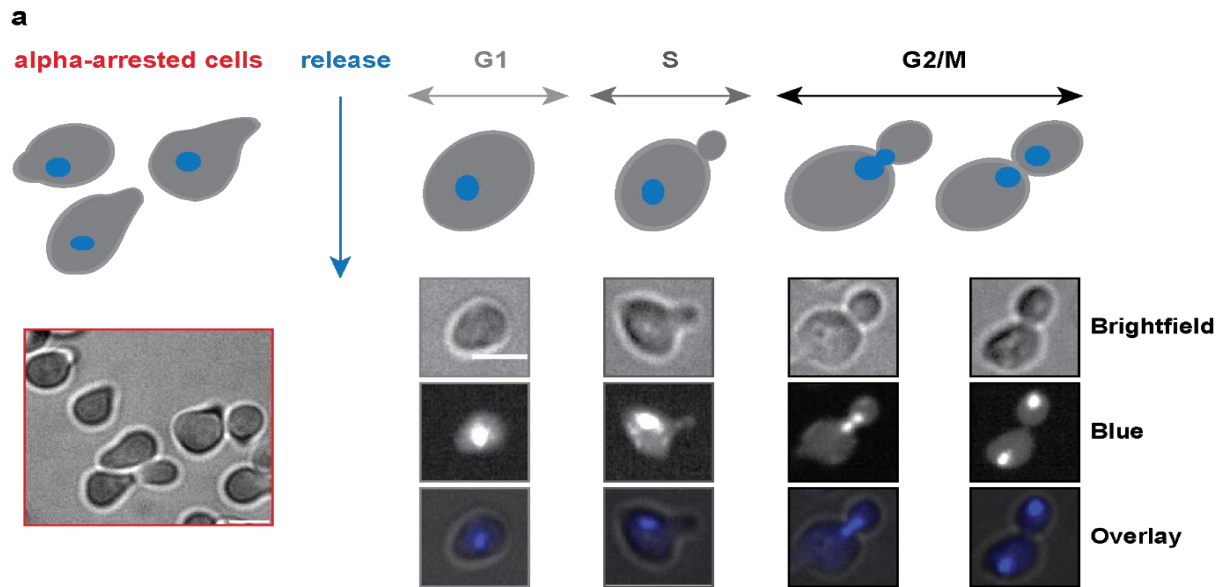 a
alpha-arrested cells release G1 S G2/M
Brightfield
Blue
Overlay